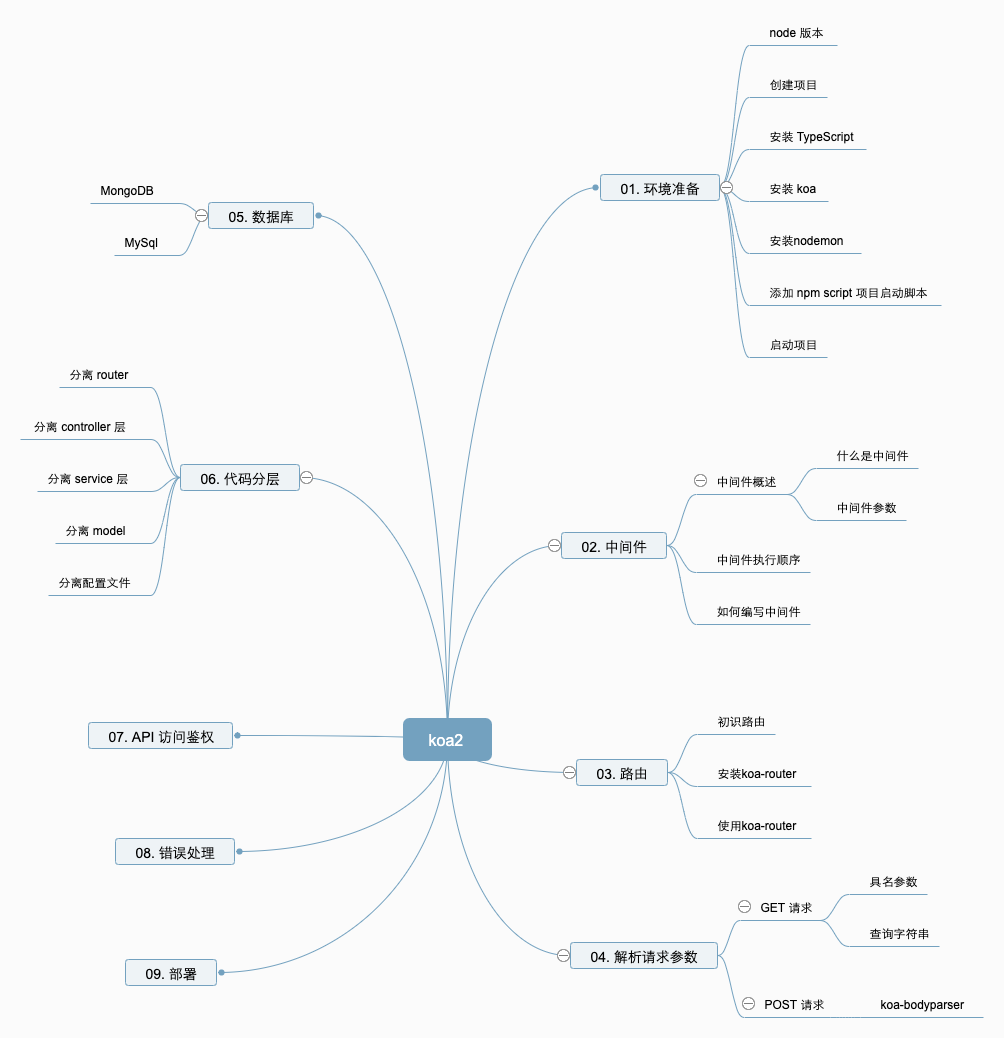 koa2
01. 环境准备
node 版本
创建项目
安装 TypeScript
安装 koa
安装nodemon
添加 npm script 项目启动脚本
启动项目
02. 中间件
中间件概述
什么是中间件
中间件参数
中间件执行顺序
如何编写中间件
03. 路由
初识路由
安装koa-router
使用koa-router
04. 解析请求参数
GET 请求
具名参数
查询字符串
POST 请求
koa-bodyparser
05. 数据库
MongoDB
MySql
06. 代码分层
分离 router
分离 controller 层
分离 service 层
分离 model
分离配置文件
07. API 访问鉴权
08. 错误处理
09. 部署